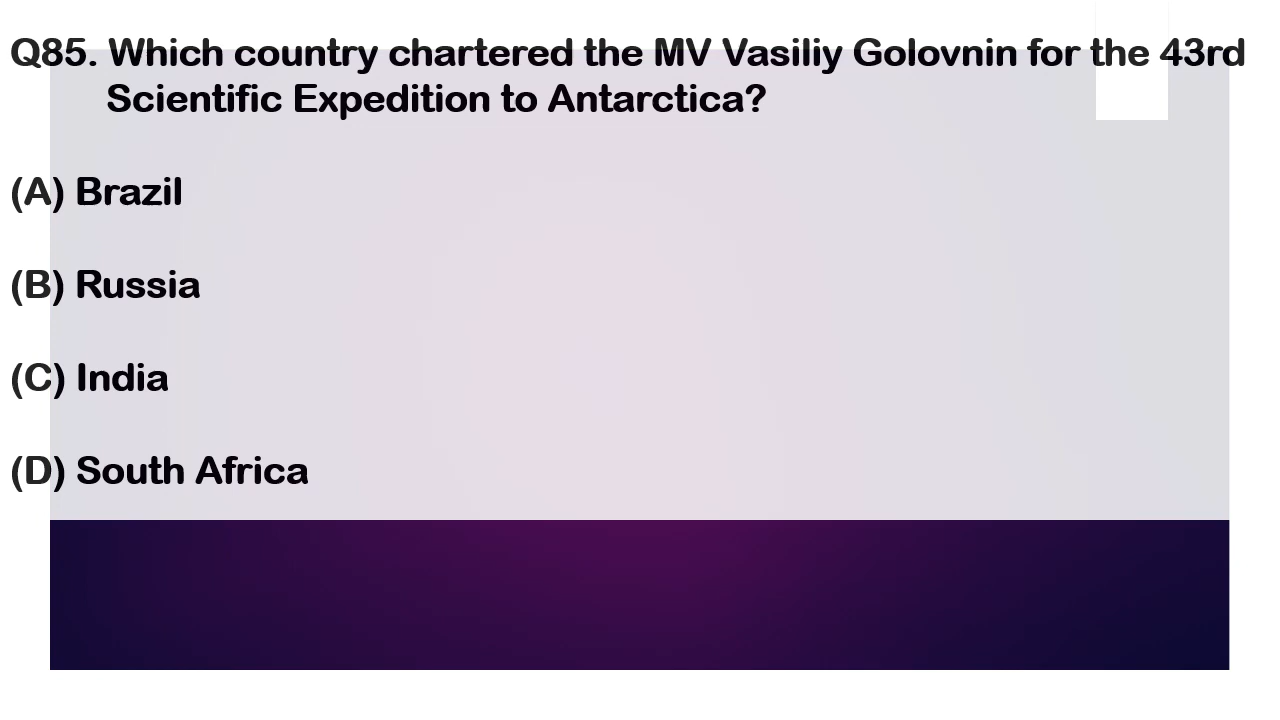 Q85. Which country chartered the MV Vasiliy Golovnin for the 43rd
Scientific Expedition to Antarctica?
(A) Brazil
(B) Russia
(C) India
(D) South Africa